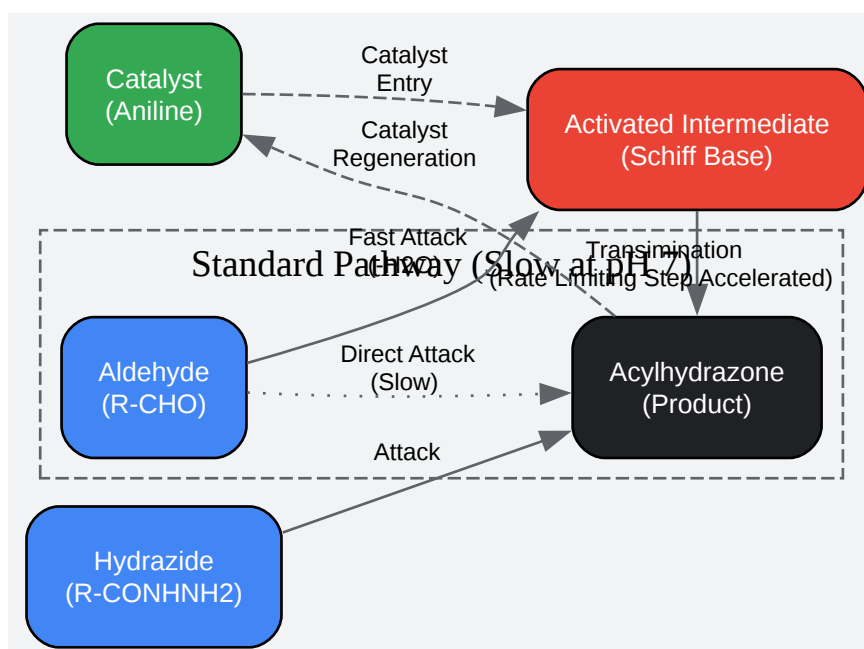 Catalyst
(Aniline)
Catalyst
Entry
Activated Intermediate
(Schiff Base)
Catalyst
Regeneration
Fast Attack
(-H2O)
Standard Pathway (Slow at pH 7)
Transimination
(Rate Limiting Step Accelerated)
Aldehyde
(R-CHO)
Direct Attack
(Slow)
Acylhydrazone
(Product)
Attack
Hydrazide
(R-CONHNH2)